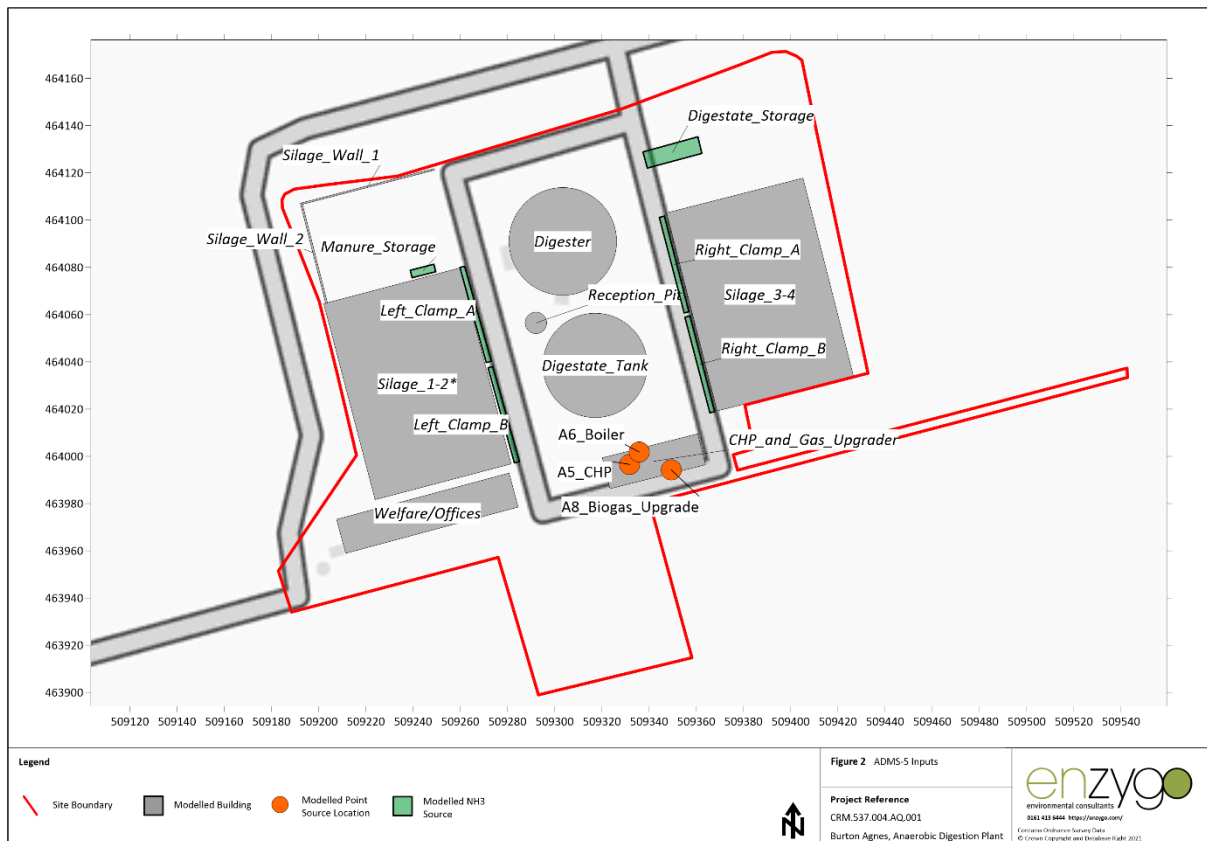 464160
464140
464120
464100
464080
464060
464040
464020
464000
463980
463960
463940
463920
463900
Digestate_Storage
Silage_Wall_1
Silage_Wall_2
Manure_Storage
Digester
Right_Clamp_A
Reception_Pit
Silage_3-4
Left_Clamp_A
Right_Clamp_B
Digestate_Tank
Silage_1-2*
Left_Clamp_B
A6_Boiler
CHP_and_Gas_Upgrader
A5_CHP
A8_Biogas_Upgrade
Welfare/Offices
509120 509140 509160 509180 509200 509220 509240 509260 509280 509300 509320 509340 509360 509380 509400 509420 509440 509460 509480 509500 509520 509540
Legend
Site Boundary
Modelled Building
Modelled Point
Source Location
Modelled NH3
Source
N
Figure 2 ADMS-5 Inputs
Project Reference
CRM.537.004.AQ.001
Burton Agnes, Anaerobic Digestion Plant
enzygo
environmental consultants
0161 413 6444 https://enzygo.com/
Contains Ordnance Survey Data
© Crown Copyright and Database Right 2021